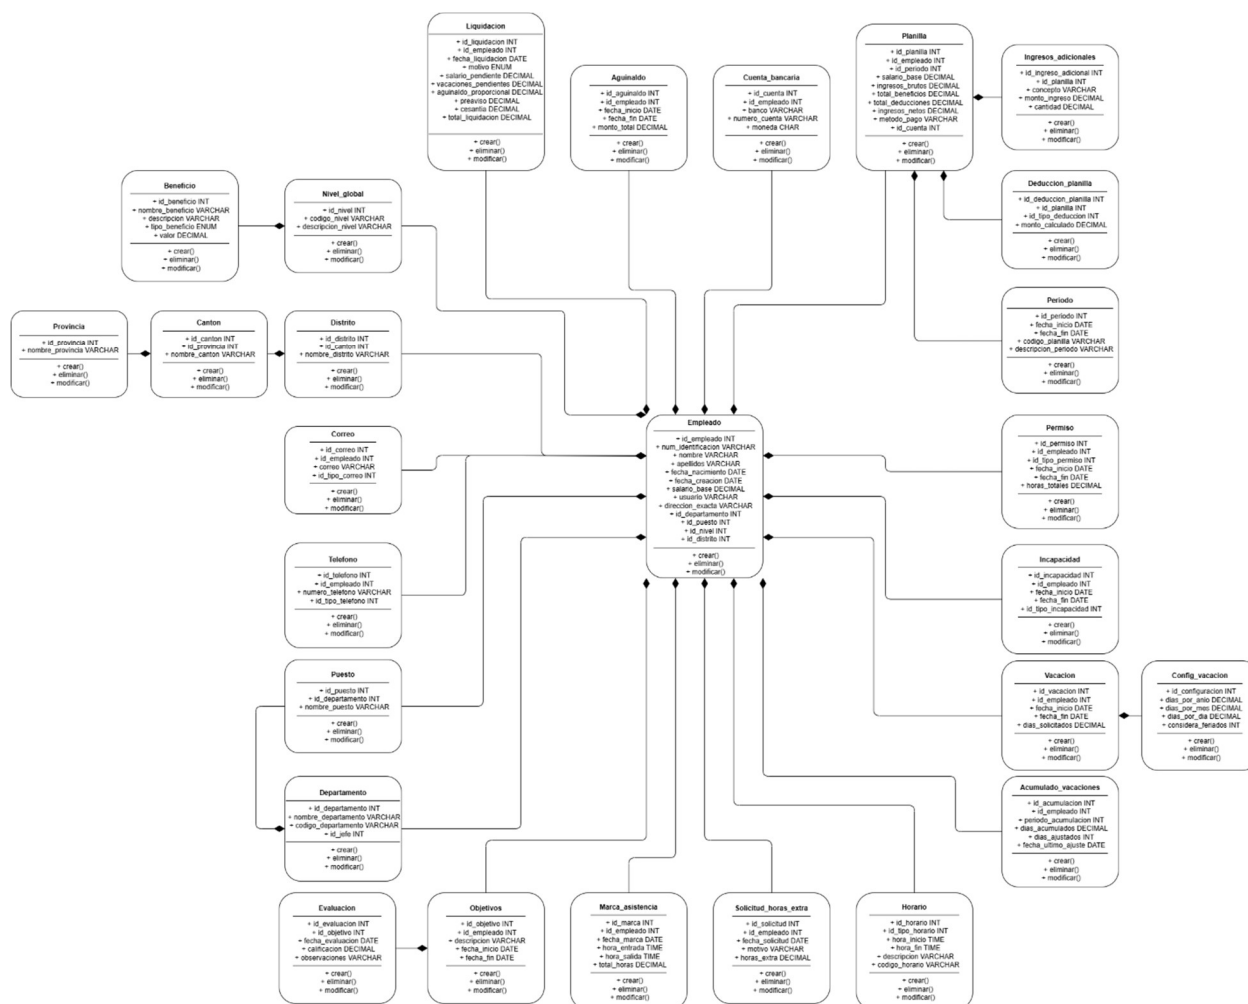 Liquidacion
+ id_liquidacion INT
+ id_empleado INT
+ fecha_liquidacion DATE
+ motivo ENUM
+ salario_pendiente DECIMAL
+ vacaciones_pendientes DECIMAL
+ aguinaldo_proporcional DECIMAL
+ preaviso DECIMAL
+ cesantia DECIMAL
+ total_liquidacion DECIMAL
+ crear()
+ eliminar()
+ modificar()
Aguinaldo
+ id_aguinaldo INT
+ id_empleado INT
+ fecha_inicio DATE
+ fecha_fin DATE
+ monto_total DECIMAL
+ crear()
+ eliminar()
+ modificar()
Cuenta_bancaria
+ id_cuenta INT
+ id_empleado INT
+ banco VARCHAR
+ numero_cuenta VARCHAR
+ moneda CHAR
+ crear()
+ eliminar()
+ modificar()
Planilla
+ id_planilla INT
+ id_empleado INT
+ id_periodo INT
+ salario_base DECIMAL
+ ingresos_brutos DECIMAL
+ total_beneficios DECIMAL
+ total_deducciones DECIMAL
+ ingresos_netos DECIMAL
+ metodo_pago VARCHAR
+ id_cuenta INT
+ crear()
+ eliminar()
+ modificar()
Ingresos_adicionales
+ id_ingreso_adicional INT
+ id_planilla INT
+ concepto VARCHAR
+ monto_ingreso DECIMAL
+ cantidad DECIMAL
+ crear()
+ eliminar()
+ modificar()
Beneficio
+ id_beneficio INT
+ nombre_beneficio VARCHAR
+ descripcion VARCHAR
+ tipo_beneficio ENUM
+ valor DECIMAL
+ crear()
+ eliminar()
+ modificar()
Nivel_global
+ id_nivel INT
+ codigo_nivel VARCHAR
+ descripcion_nivel VARCHAR
+ crear()
+ eliminar()
+ modificar()
Deduccion_planilla
+ id_deduccion_planilla INT
+ id_planilla INT
+ id_tipo_deduccion INT
+ monto_calculado DECIMAL
+ crear()
+ eliminar()
+ modificar()
Provincia
+ id_provincia INT
+ nombre_provincia VARCHAR
+ crear()
+ eliminar()
+ modificar()
Canton
+ id_canton INT
+ id_provincia INT
+ nombre_canton VARCHAR
+ crear()
+ eliminar()
+ modificar()
Distrito
+ id_distrito INT
+ id_canton INT
+ nombre_distrito VARCHAR
+ crear()
+ eliminar()
+ modificar()
Periodo
+ id_periodo INT
+ fecha_inicio DATE
+ fecha_fin DATE
+ codigo_planilla VARCHAR
+ descripcion_periodo VARCHAR
+ crear()
+ eliminar()
+ modificar()
Correo
+ id_correo INT
+ id_empleado INT
+ correo VARCHAR
+ id_tipo_correo INT
+ crear()
+ eliminar()
+ modificar()
Empleado
+ id_empleado INT
+ num_identificacion VARCHAR
+ nombre VARCHAR
+ apellidos VARCHAR
+ fecha_nacimiento DATE
+ fecha_creacion DATE
+ salario_base DECIMAL
+ usuario VARCHAR
+ direccion_exacta VARCHAR
+ id_departamento INT
+ id_puesto INT
+ id_nivel INT
+ id_distrito INT
+ crear()
+ eliminar()
+ modificar()
Permiso
+ id_permiso INT
+ id_empleado INT
+ id_tipo_permiso INT
+ fecha_inicio DATE
+ fecha_fin DATE
+ horas_totales DECIMAL
+ crear()
+ eliminar()
+ modificar()
Telefono
+ id_telefono INT
+ id_empleado INT
+ numero_telefono VARCHAR
+ id_tipo_telefono INT
+ crear()
+ eliminar()
+ modificar()
Incapacidad
+ id_incapacidad INT
+ id_empleado INT
+ fecha_inicio DATE
+ fecha_fin DATE
+ id_tipo_incapacidad INT
+ crear()
+ eliminar()
+ modificar()
Puesto
+ id_puesto INT
+ id_departamento INT
+ nombre_puesto VARCHAR
+ crear()
+ eliminar()
+ modificar()
Vacacion
+ id_vacacion INT
+ id_empleado INT
+ fecha_inicio DATE
+ fecha_fin DATE
+ dias_solicitados DECIMAL
+ crear()
+ eliminar()
+ modificar()
Config_vacacion
+ id_configuracion INT
+ dias_por_anio DECIMAL
+ dias_por_mes DECIMAL
+ dias_por_dia DECIMAL
+ considera_feriados INT
+ crear()
+ eliminar()
+ modificar()
Departamento
+ id_departamento INT
+ nombre_departamento VARCHAR
+ codigo_departamento VARCHAR
+ id_jefe INT
+ crear()
+ eliminar()
+ modificar()
Acumulado_vacaciones
+ id_acumulacion INT
+ id_empleado INT
+ periodo_acumulacion INT
+ dias_acumulados DECIMAL
+ dias_ajustados INT
+ fecha_ultimo_ajuste DATE
+ crear()
+ eliminar()
+ modificar()
Evaluacion
+ id_evaluacion INT
+ id_objetivo INT
+ fecha_evaluacion DATE
+ calificacion DECIMAL
+ observaciones VARCHAR
+ crear()
+ eliminar()
+ modificar()
Objetivos
+ id_objetivo INT
+ id_empleado INT
+ descripcion VARCHAR
+ fecha_inicio DATE
+ fecha_fin DATE
+ crear()
+ eliminar()
+ modificar()
Marca_asistencia
+ id_marca INT
+ id_empleado INT
+ fecha_marca DATE
+ hora_entrada TIME
+ hora_salida TIME
+ total_horas DECIMAL
+ crear()
+ eliminar()
+ modificar()
Solicitud_horas_extra
+ id_solicitud INT
+ id_empleado INT
+ fecha_solicitud DATE
+ motivo VARCHAR
+ horas_extra DECIMAL
+ crear()
+ eliminar()
+ modificar()
Horario
+ id_horario INT
+ id_tipo_horario INT
+ hora_inicio TIME
+ hora_fin TIME
+ descripcion VARCHAR
+ codigo_horario VARCHAR
+ crear()
+ eliminar()
+ modificar()